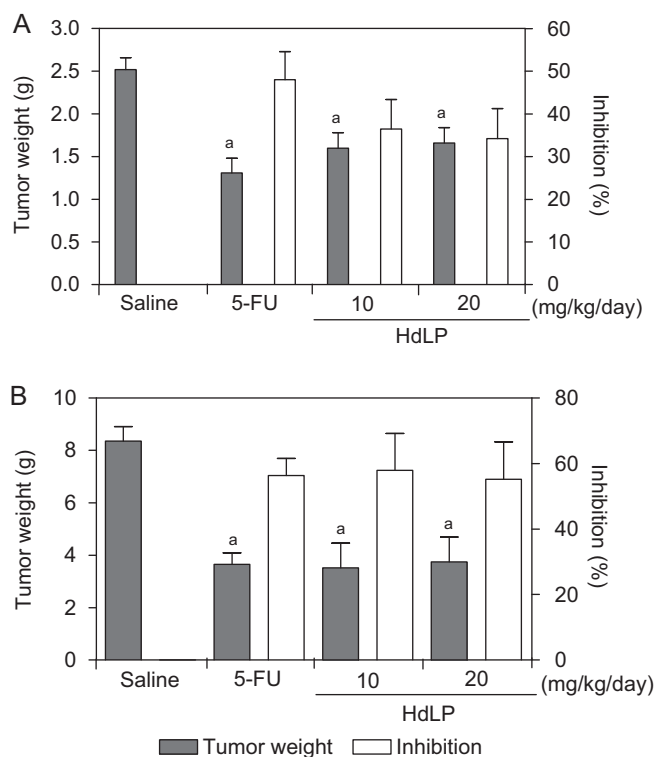 A
Tumor weight (g)
3.0
2.5
2.0
1.5
1.0
0.5
0.0
60
50
40
30
20
10
0
Inhibition (%)
a
a
a
Saline 5-FU 10 20 (mg/kg/day)
HdLP
B
Tumor weight (g)
10
8
6
4
2
0
80
60
40
20
0
Inhibition (%)
a
a
a
Saline 5-FU 10 20 (mg/kg/day)
HdLP
Tumor weight Inhibition